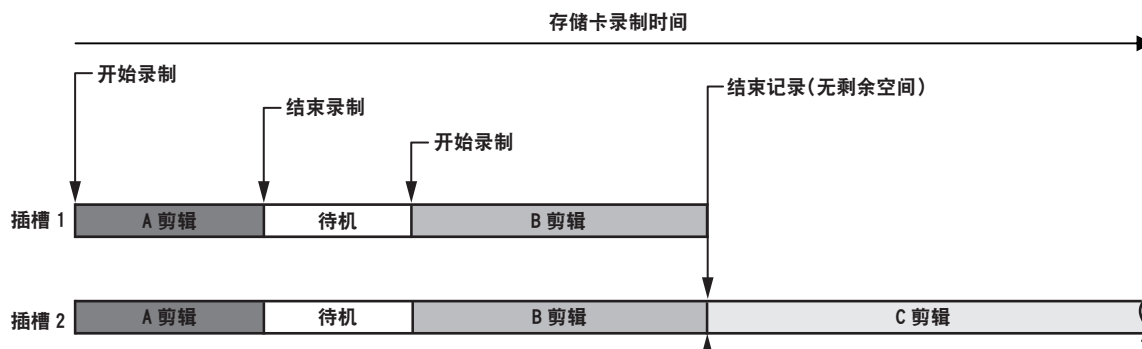 存储卡录制时间
开始录制
结束录制
开始录制
结束记录(无剩余空间)
插槽 1
A 剪辑
待机
B 剪辑
插槽 2
A 剪辑
待机
B 剪辑
C 剪辑